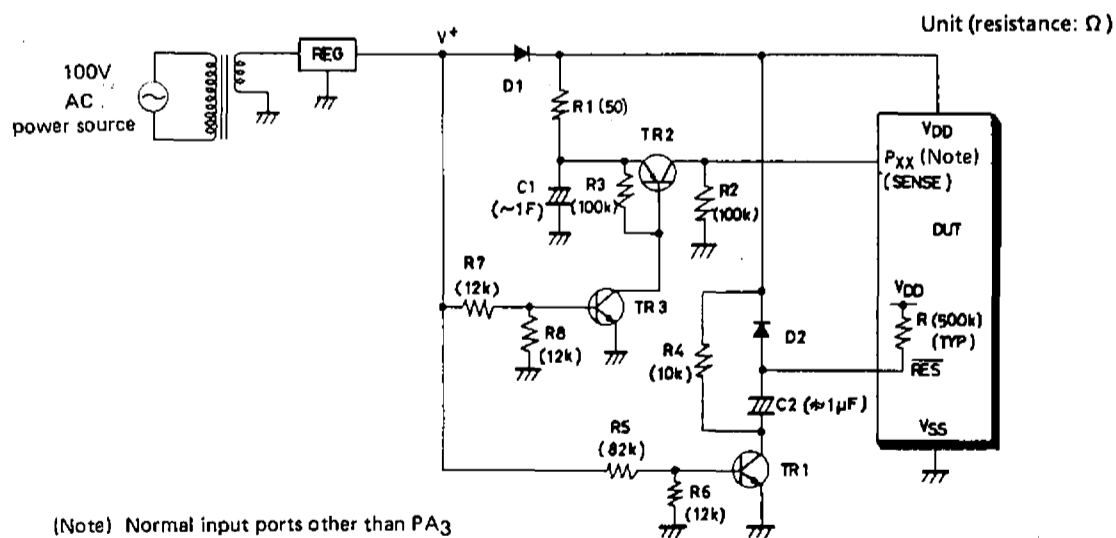 Unit (resistance: Ω)
V+
REG
100V
AC
power source
D1
R1 (50)
TR2
VDD
PXX (Note)
(SENSE)
C1
(~1F)
R3
(100k)
R2
(100k)
DUT
R7
(12k)
TR3
VDD
R8
(12k)
R4
(10k)
D2
R (500k)
(TYP)
RES
C2 (≈1μF)
R5
(82k)
VSS
TR1
R6
(12k)
(Note) Normal input ports other than PA3